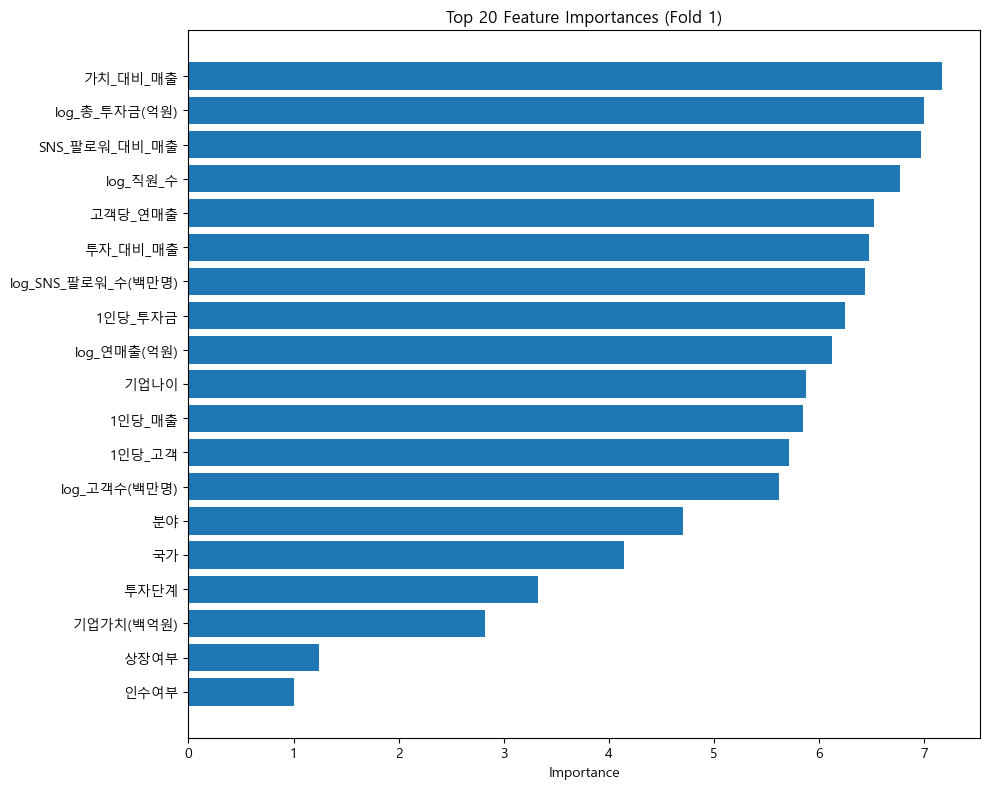 Top 20 Feature Importances (Fold 1)
가치_대비_매출
log_총_투자금(억원)
SNS_팔로워_대비_매출
log_직원_수
고객당_연매출
투자_대비_매출
log_SNS_팔로워_수(백만명)
1인당_투자금
log_연매출(억원)
기업나이
1인당_매출
1인당_고객
log_고객수(백만명)
분야
국가
투자단계
기업가치(백억원)
상장여부
인수여부
0 1 2 3 4 5 6 7
Importance